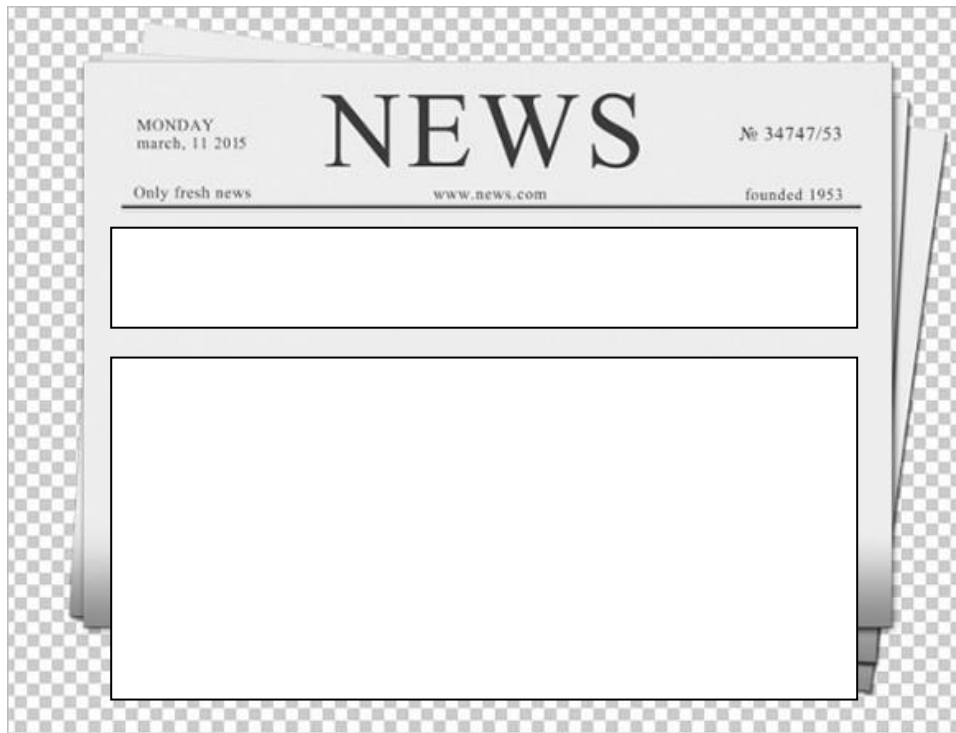 NEWS
MONDAY
march, 11 2015
№ 34747/53
Only fresh news
www.news.com
founded 1953